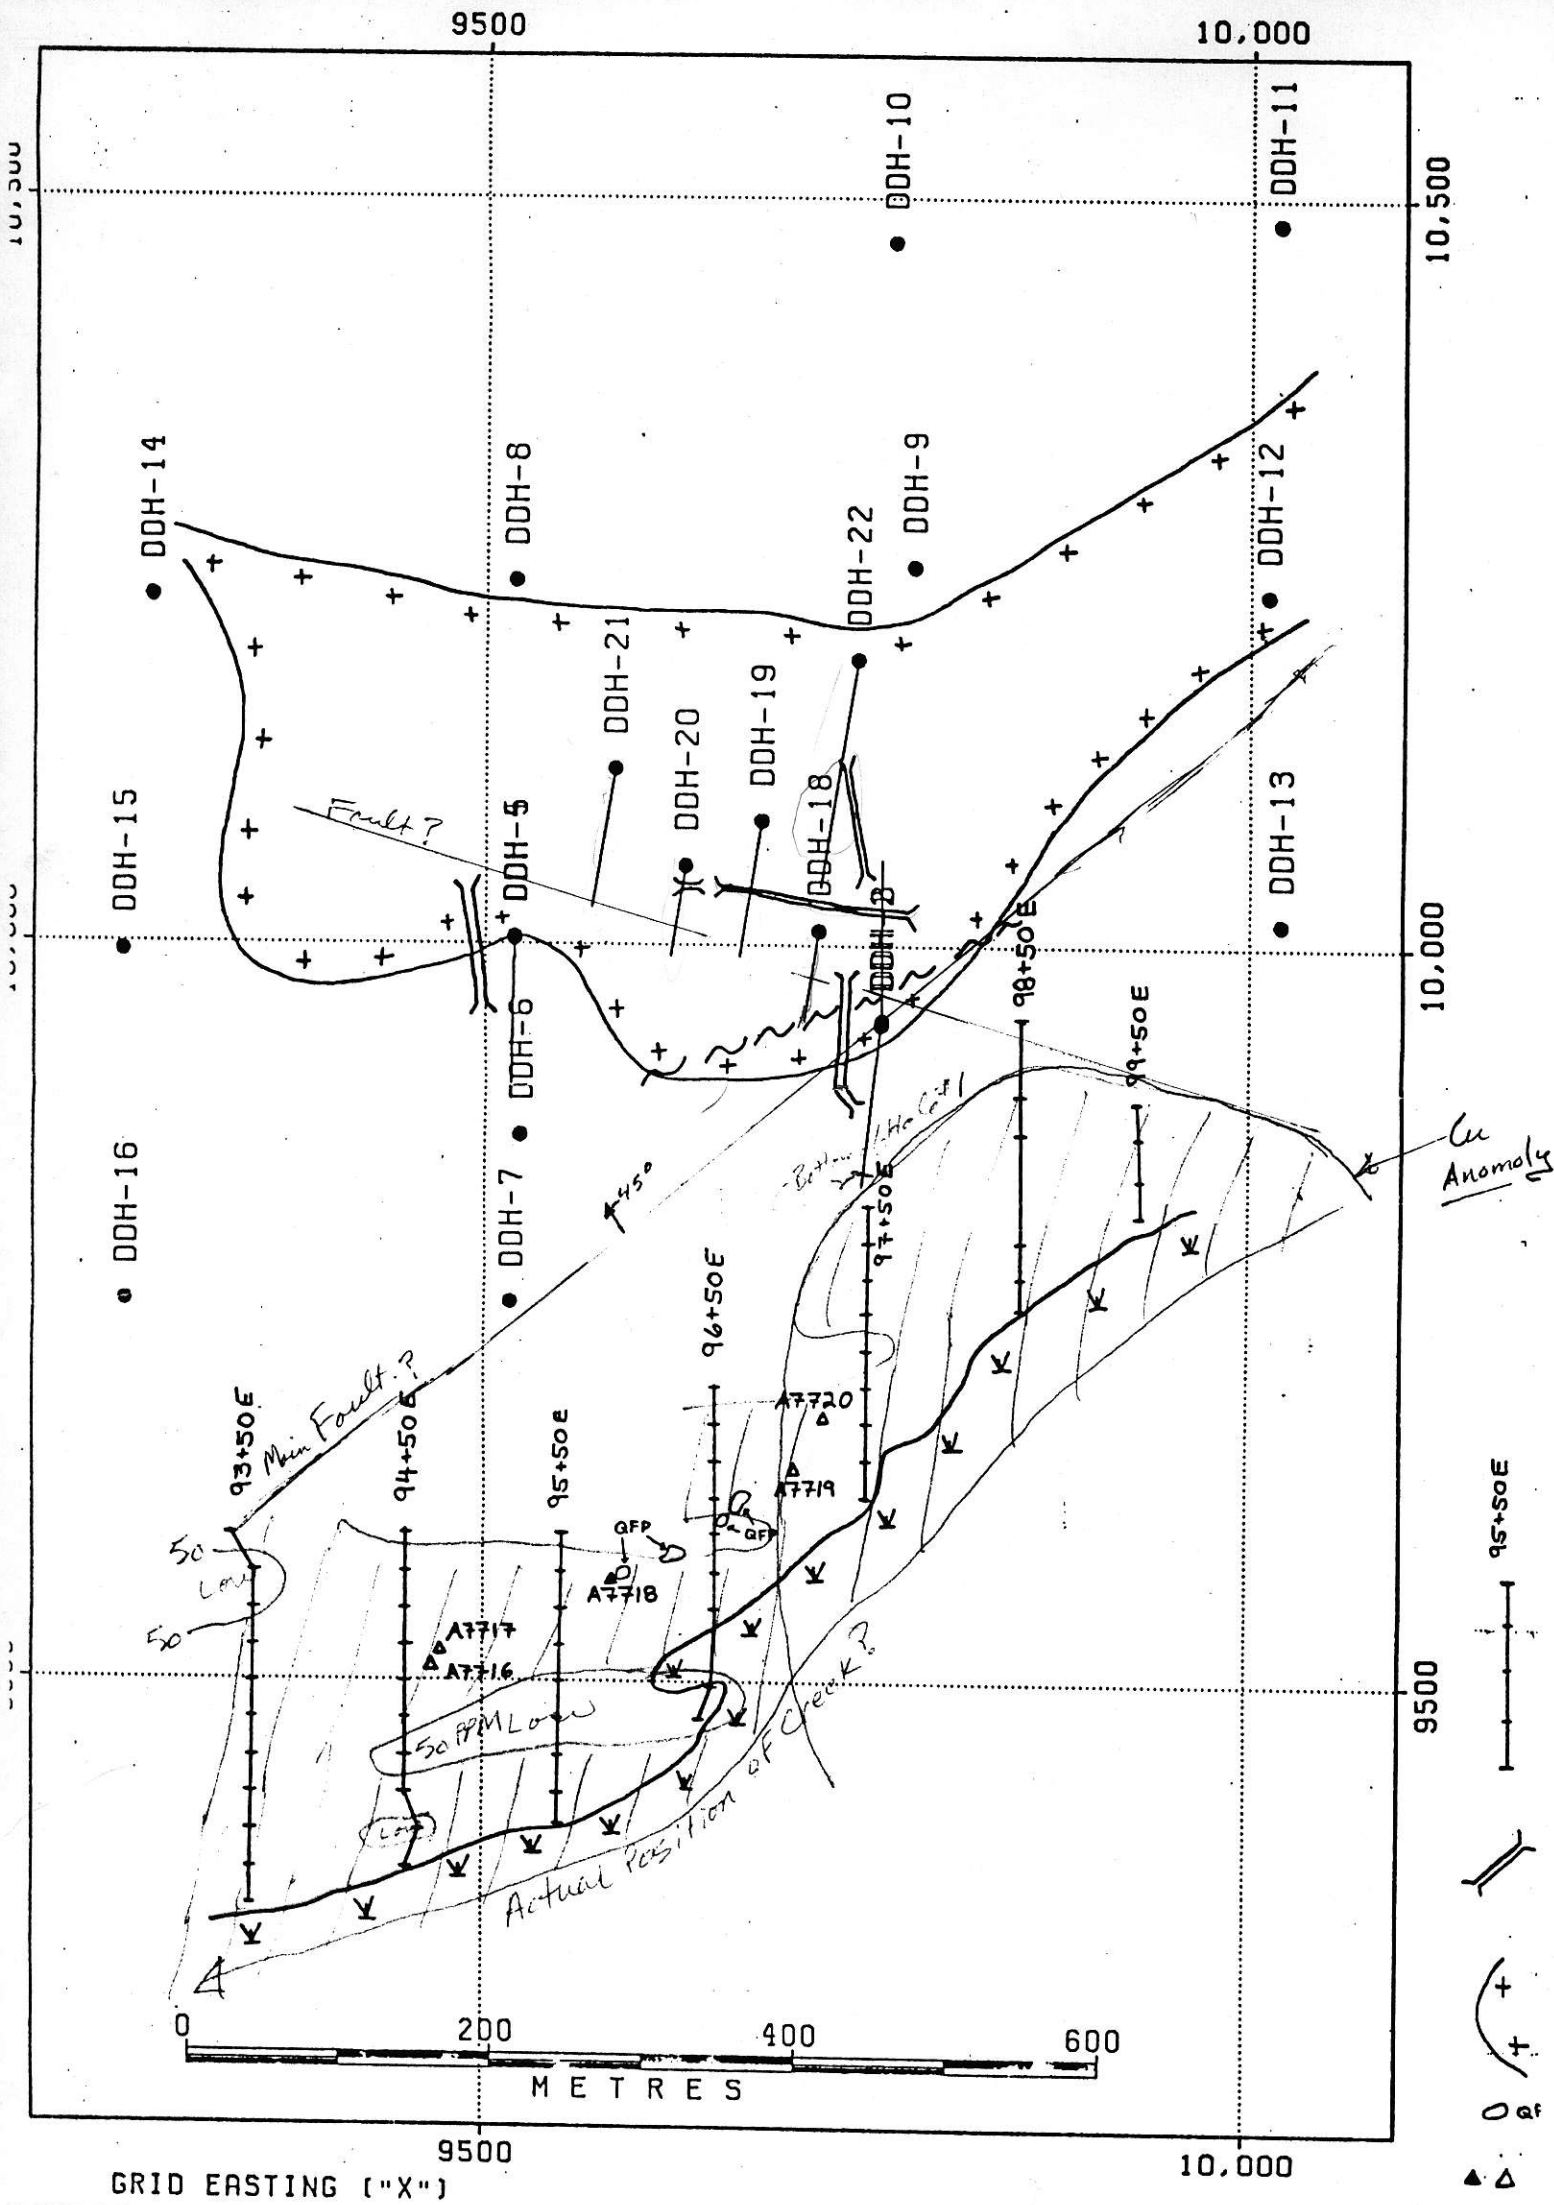 9500
10,000
DDH-10
DDH-11
10,500
DDH-14
DDH-8
DDH-9
DDH-12
DDH-22
DDH-21
DDH-19
DDH-20
DDH-18
DDH-15
Fault?
DDH-5
DDH-13
10,000
98+50E
DDH-6
99+50E
Hole #1
Bottom
Cu
Anomoly
DDH-16
DDH-7
45°
97+50E
96+50E
Main Fault?
93+50E
94+50E
95+50E
A7720
A7719
95+50E
QFP
QFP
50
Low
50
A7718
A7717
A7716
9500
50 PPM Low
Low
Actual Position of Creek?
0
200
400
600
METRES
QF
9500
10,000
GRID EASTING ["X"]